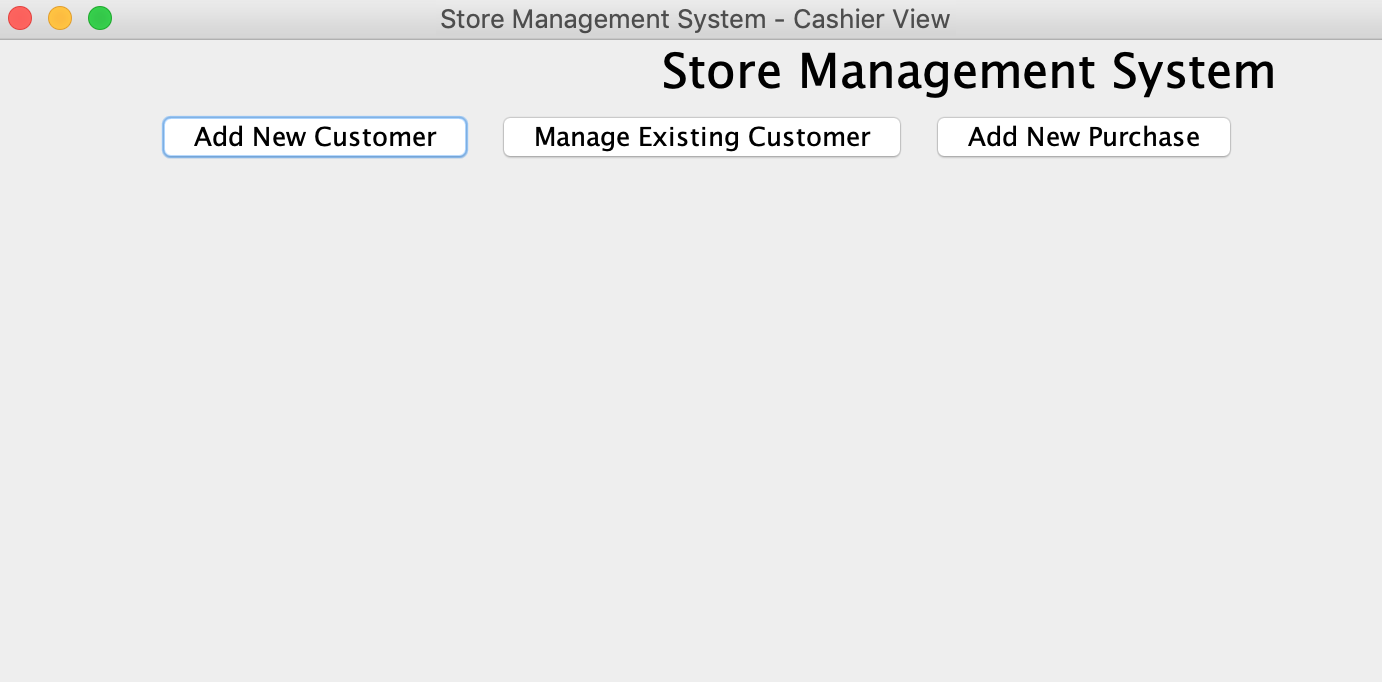 Store Management System - Cashier View
Store Management System
Add New Customer
Manage Existing Customer
Add New Purchase